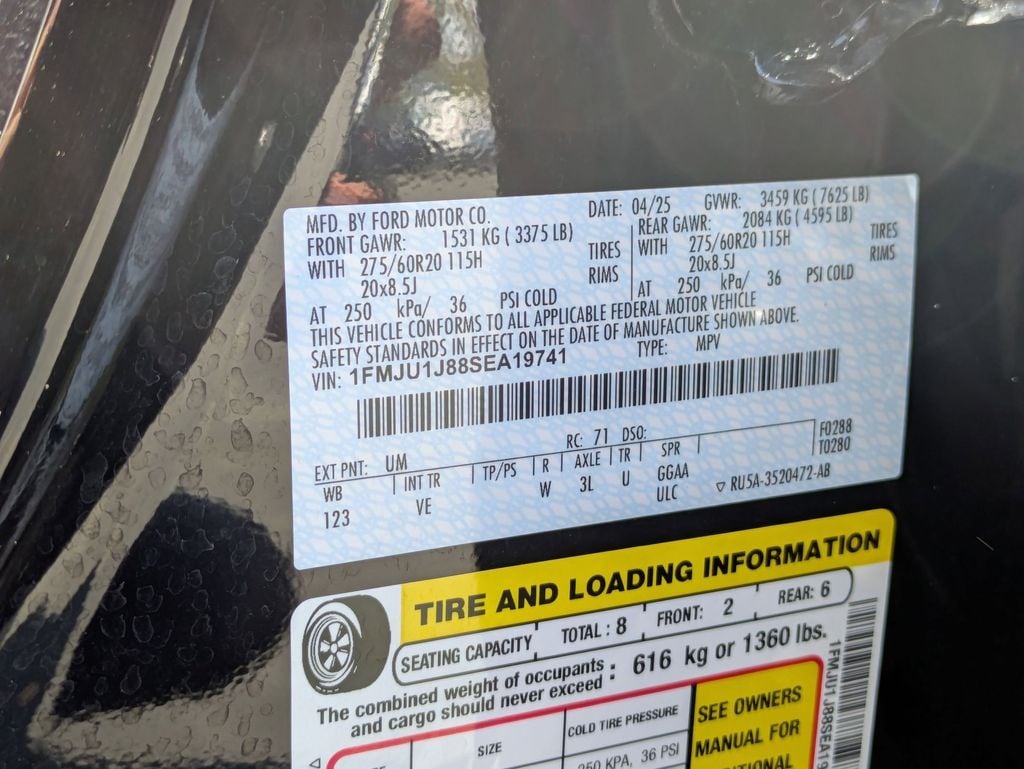 MFD. BY FORD MOTOR CO. DATE: 04/25 GVWR: 3459 KG (7625 LB)
FRONT GAWR: 1531 KG (3375 LB) REAR GAWR: 2084 KG (4595 LB)
WITH 275/60R20 115H TIRES WITH 275/60R20 115H TIRES
20x8.5J RIMS 20x8.5J RIMS
AT 250 kPa/ 36 PSI COLD AT 250 kPa/ 36 PSI COLD
THIS VEHICLE CONFORMS TO ALL APPLICABLE FEDERAL MOTOR VEHICLE
SAFETY STANDARDS IN EFFECT ON THE DATE OF MANUFACTURE SHOWN ABOVE.
VIN: 1FMJU1J88SEA19741 TYPE: MPV
EXT PNT: UM RC: 71 DSO: F0288
WB INT TR TP/PS R AXLE TR SPR T0280
123 VE W 3L U GGAA
ULC ▽ RU5A-3520472-AB
TIRE AND LOADING INFORMATION
SEATING CAPACITY TOTAL : 8 FRONT: 2 REAR: 6
The combined weight of occupants : 616 kg or 1360 lbs.
and cargo should never exceed
SIZE COLD TIRE PRESSURE SEE OWNERS
250 KPA, 36 PSI MANUAL FOR
1FMJU1J88SEA19